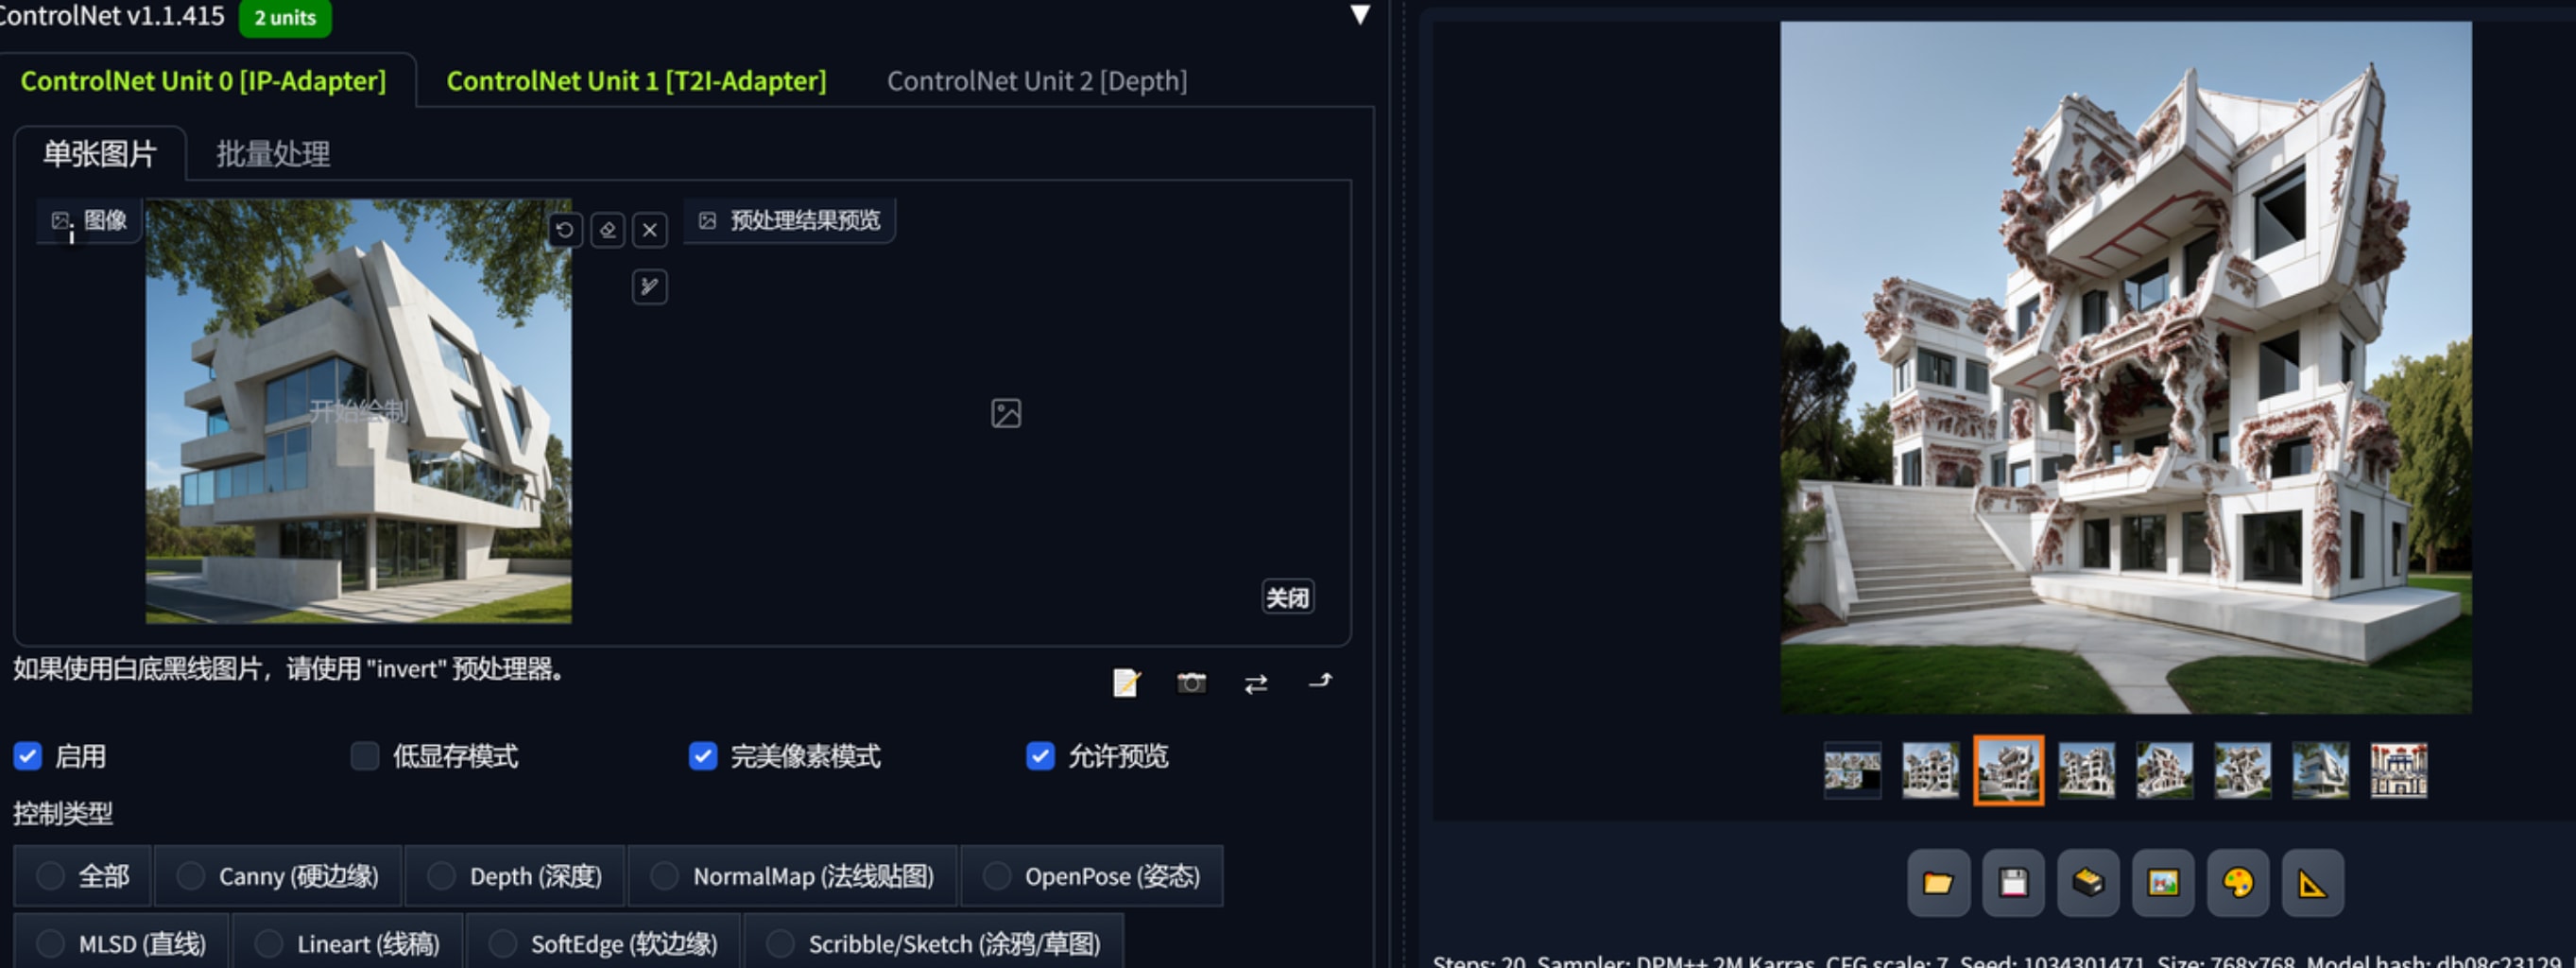 ControlNet v1.1.415 2 units
ControlNet Unit 0 [IP-Adapter] ControlNet Unit 1 [T2I-Adapter] ControlNet Unit 2 [Depth]
单张图片 批量处理
图像 预处理结果预览
开始绘制
关闭
如果使用白底黑线图片，请使用 "invert" 预处理器。
启用 低显存模式 完美像素模式 允许预览
控制类型
全部 Canny (硬边缘) Depth (深度) NormalMap (法线贴图) OpenPose (姿态)
MLSD (直线) Lineart (线稿) SoftEdge (软边缘) Scribble/Sketch (涂鸦/草图)
Steps: 20, Sampler: DPM++ 2M Karras, CFG scale: 7, Seed: 1034301471, Size: 768x768, Model hash: db08c23129